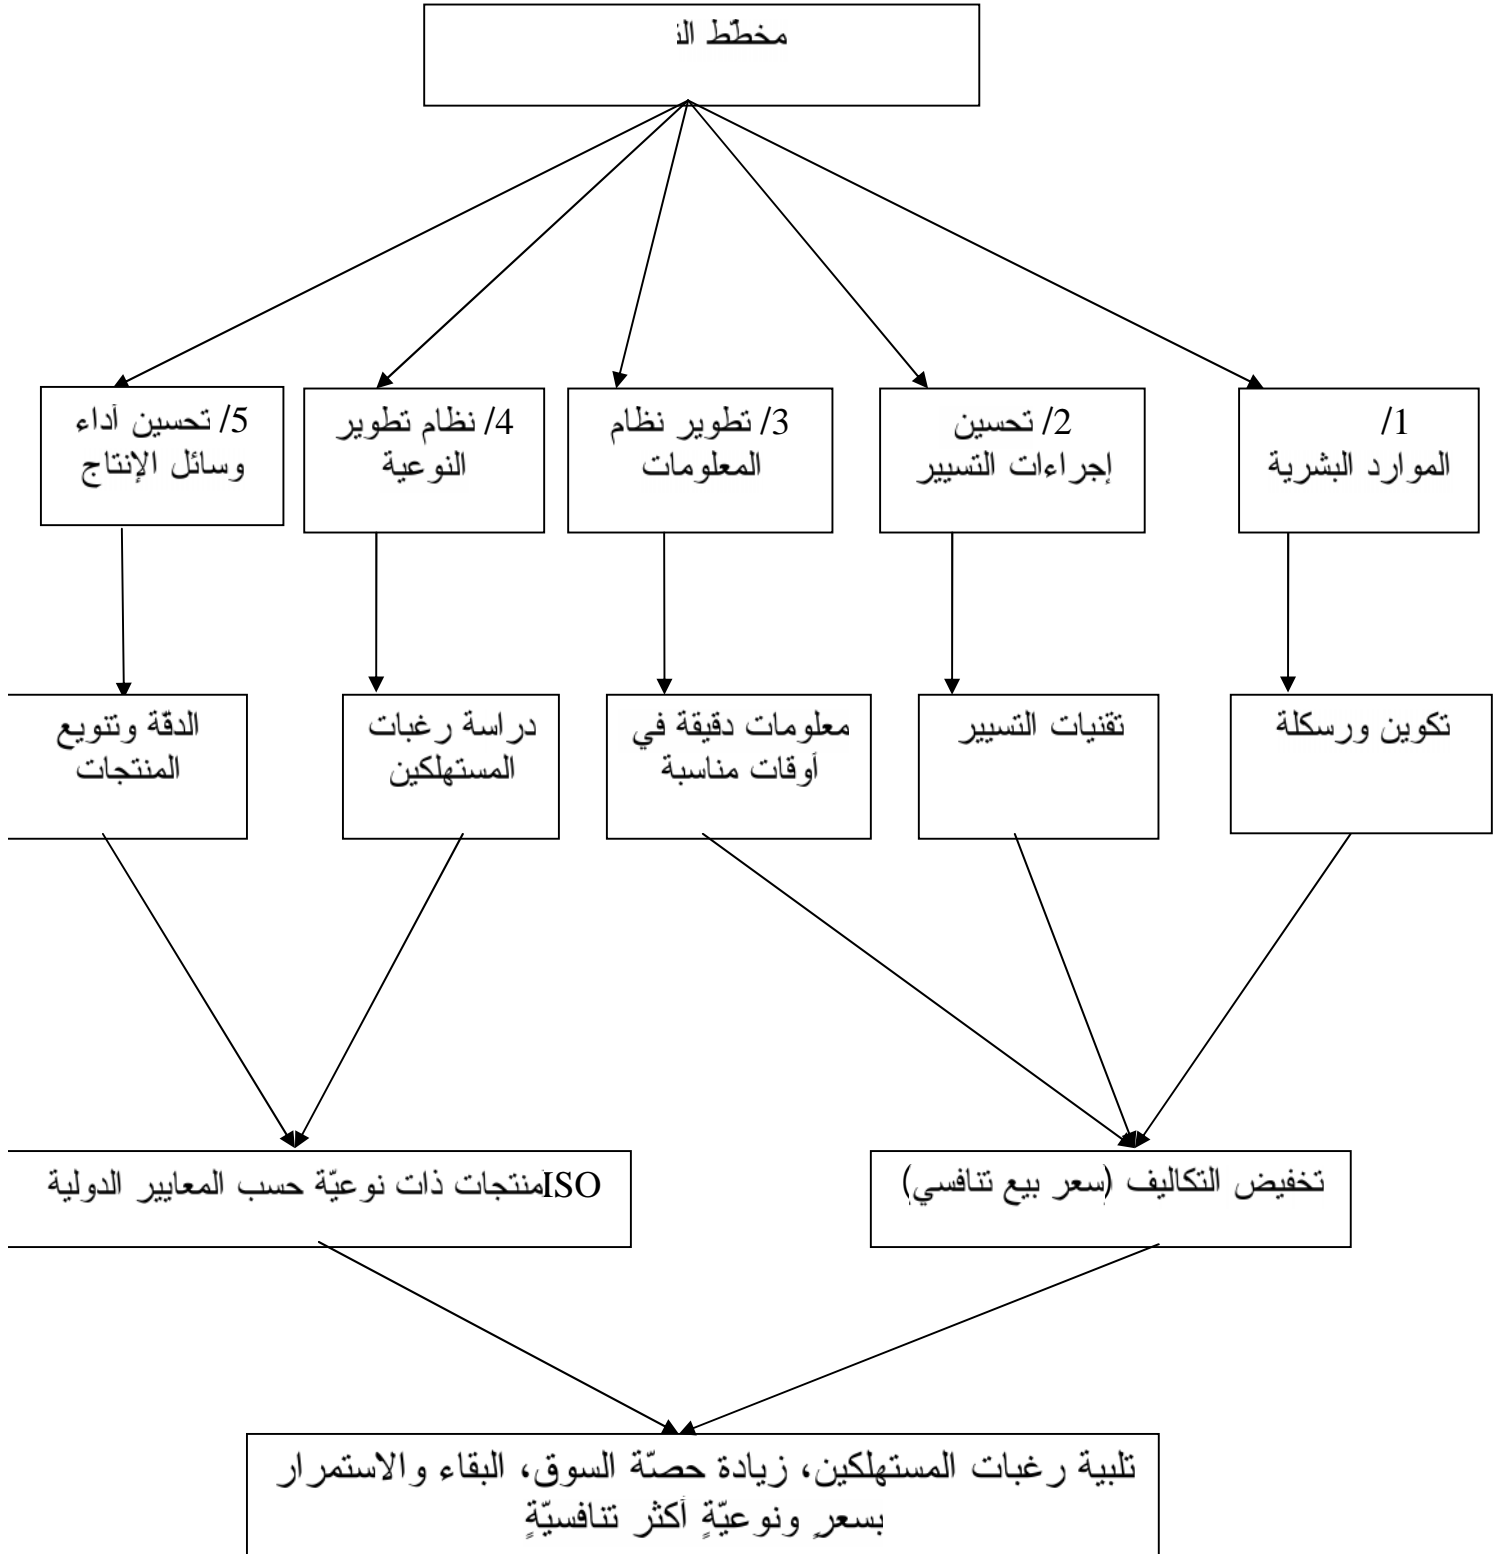 مخطّط
1/
الموارد البشرية
2/ تحسين
إجراءات التسيير
3/ تطوير نظام
المعلومات
4/ نظام تطوير
النوعية
5/ تحسين أداء
وسائل الإنتاج
تكوين ورسكلة
تقنيات التسيير
معلومات دقيقة في
أوقات مناسبة
دراسة رغبات
المستهلكين
الدقّة وتنويع
المنتجات
تخفيض التكاليف (سعر بيع تنافسي)
منتجات ذات نوعيّة حسب المعايير الدولية ISO
تلبية رغبات المستهلكين، زيادة حصّة السوق، البقاء والاستمرار
بسعرٍ ونوعيّةٍ أكثر تنافسيّةٍ